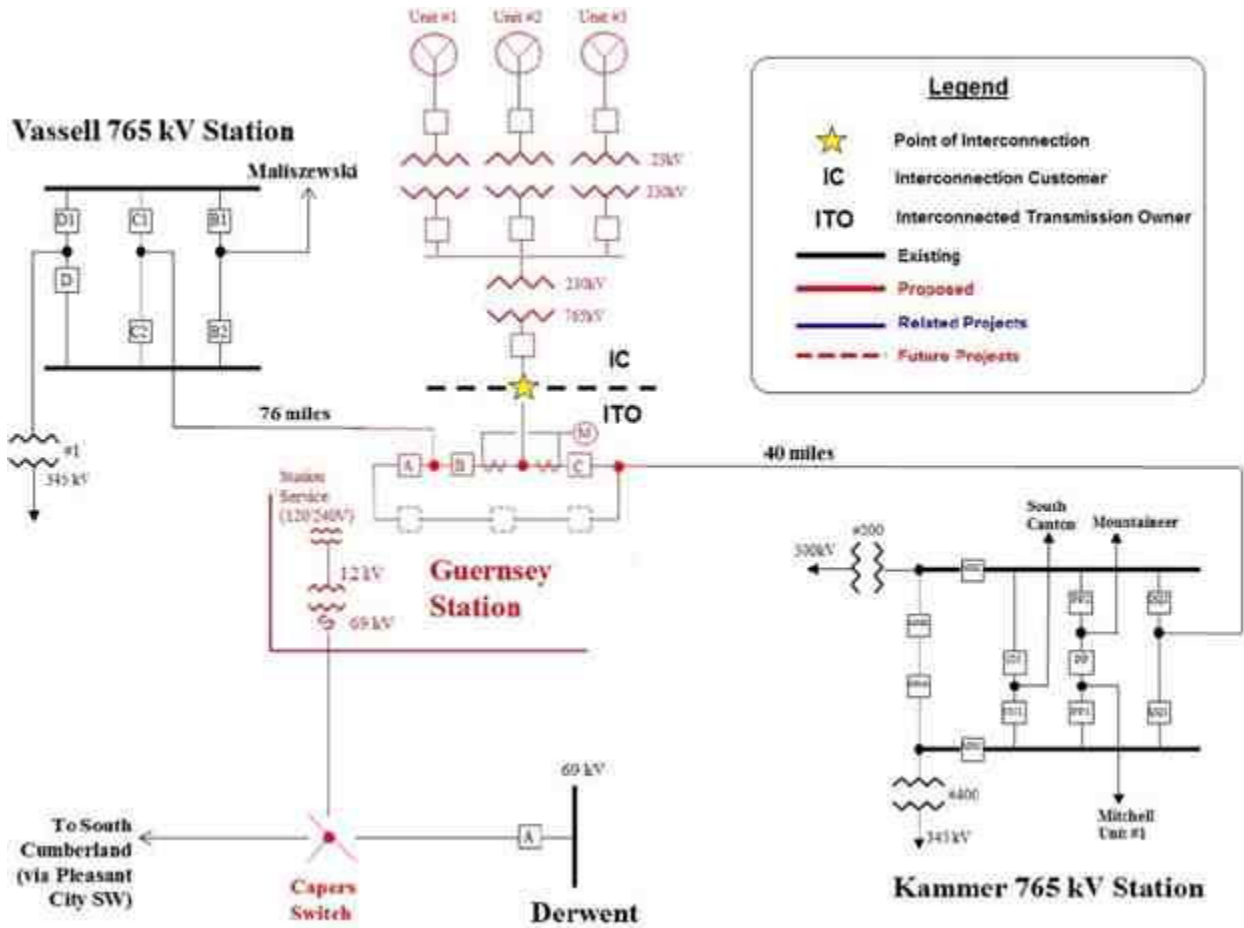 Unit #1
Unit #2
Unit #3
Legend
Point of Interconnection
IC
Interconnection Customer
ITO
Interconnected Transmission Owner
Existing
Proposed
Related Projects
Future Projects
Vassell 765 kV Station
Maliszewski
D1
C1
B1
D
C2
B2
23kV
230kV
230kV
765kV
IC
ITO
76 miles
#1
345 kV
M
A
B
C
40 miles
Station
Service
(120/240V)
12 kV
69 kV
Guernsey
Station
South
Canton
Mountaineer
#200
500kV
PP2
PP
PP1
#400
345 kV
Mitchell
Unit #1
Kammer 765 kV Station
69 kV
A
To South
Cumberland
(via Pleasant
City SW)
Capers
Switch
Derwent